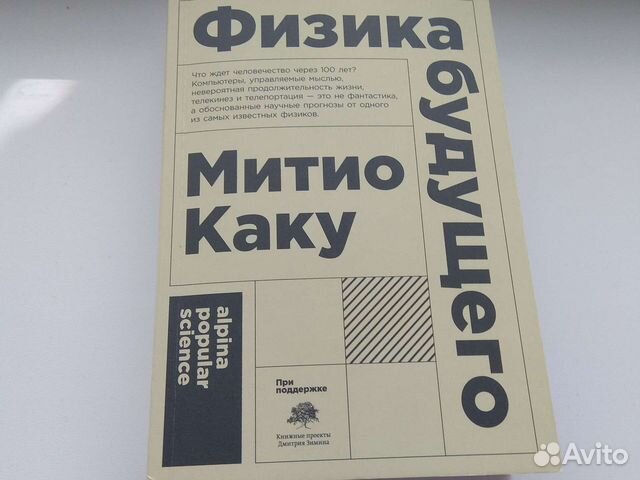 Физика
будущего
Что ждет человечество через 100 лет?
Компьютеры, управляемые мыслью,
невероятная продолжительность жизни,
телекинез и телепортация — это не фантастика,
а обоснованные научные прогнозы от одного
из самых известных физиков.
Митио
Каку
alpina
popular
science
При
поддержке
Книжные проекты
Дмитрия Зимина
Avito